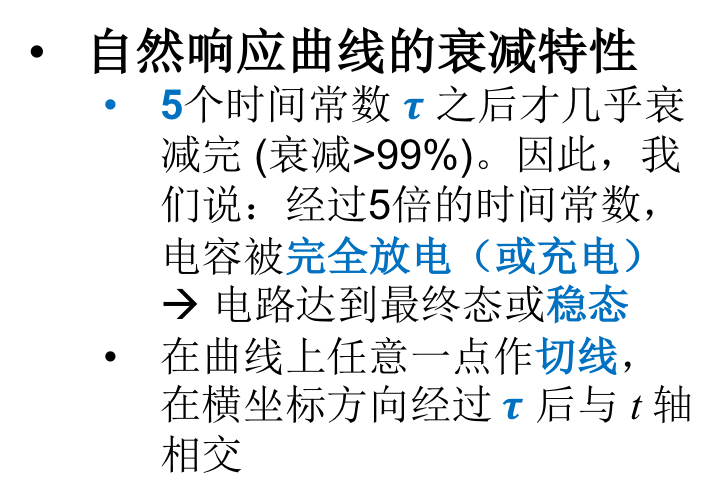 • 自然响应曲线的衰减特性
• 5个时间常数 τ 之后才几乎衰
减完 (衰减>99%)。因此，我
们说：经过5倍的时间常数，
电容被完全放电（或充电）
→ 电路达到最终态或稳态
• 在曲线上任意一点作切线，
在横坐标方向经过 τ 后与 t 轴
相交